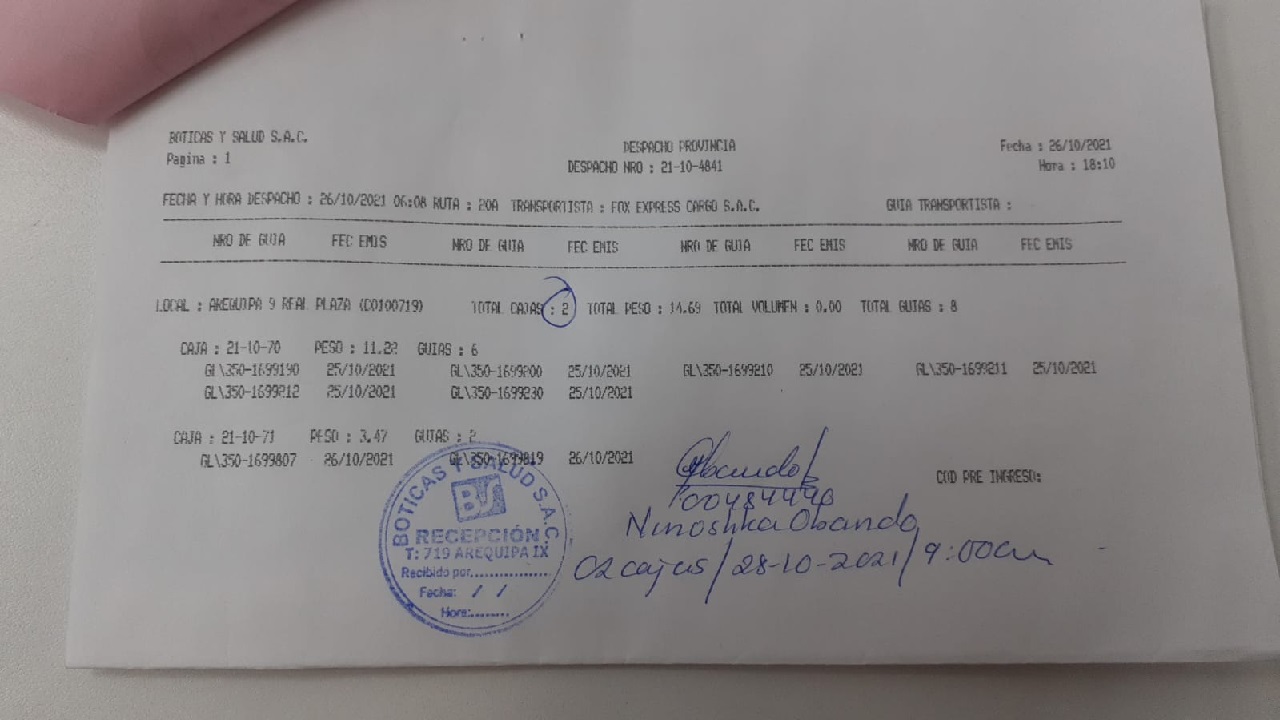 BOTICAS Y SALUD S.A.C. DESPACHO PROVINCIA Fecha : 26/10/2021
Pagina : 1 DESPACHO NRO : 21-10-4841 Hora : 18:10
FECHA Y HORA DESPACHO : 26/10/2021 06:08 RUTA : 20A TRANSPORTISTA : FOX EXPRESS CARGO S.A.C. GUIA TRANSPORTISTA :
NRO DE GUIA FEC EMIS NRO DE GUIA FEC EMIS NRO DE GUIA FEC EMIS NRO DE GUIA FEC EMIS
LOCAL : AREQUIPA 9 REAL PLAZA (C0100719) TOTAL CAJAS : 2 TOTAL PESO : 14.69 TOTAL VOLUMEN : 0.00 TOTAL GUIAS : 8
CAJA : 21-10-70 PESO : 11.22 GUIAS : 6
GL\350-1699190 25/10/2021 GL\350-1699200 25/10/2021 GL\350-1699210 25/10/2021 GL\350-1699211 25/10/2021
GL\350-1699212 25/10/2021 GL\350-1699230 25/10/2021
CAJA : 21-10-71 PESO : 3.47 GUIAS : 2
GL\350-1699807 26/10/2021 GL\350-1699819 26/10/2021
COD PRE INGRESO:
BOTICAS Y SALUD S.A.C.
BS
RECEPCIÓN
T: 719 AREQUIPA IX
Recibido por..................
Fecha: / /
Hora:.........
Obando
Ninoshka Obando
02 cajas / 28-10-2021 / 9:00am